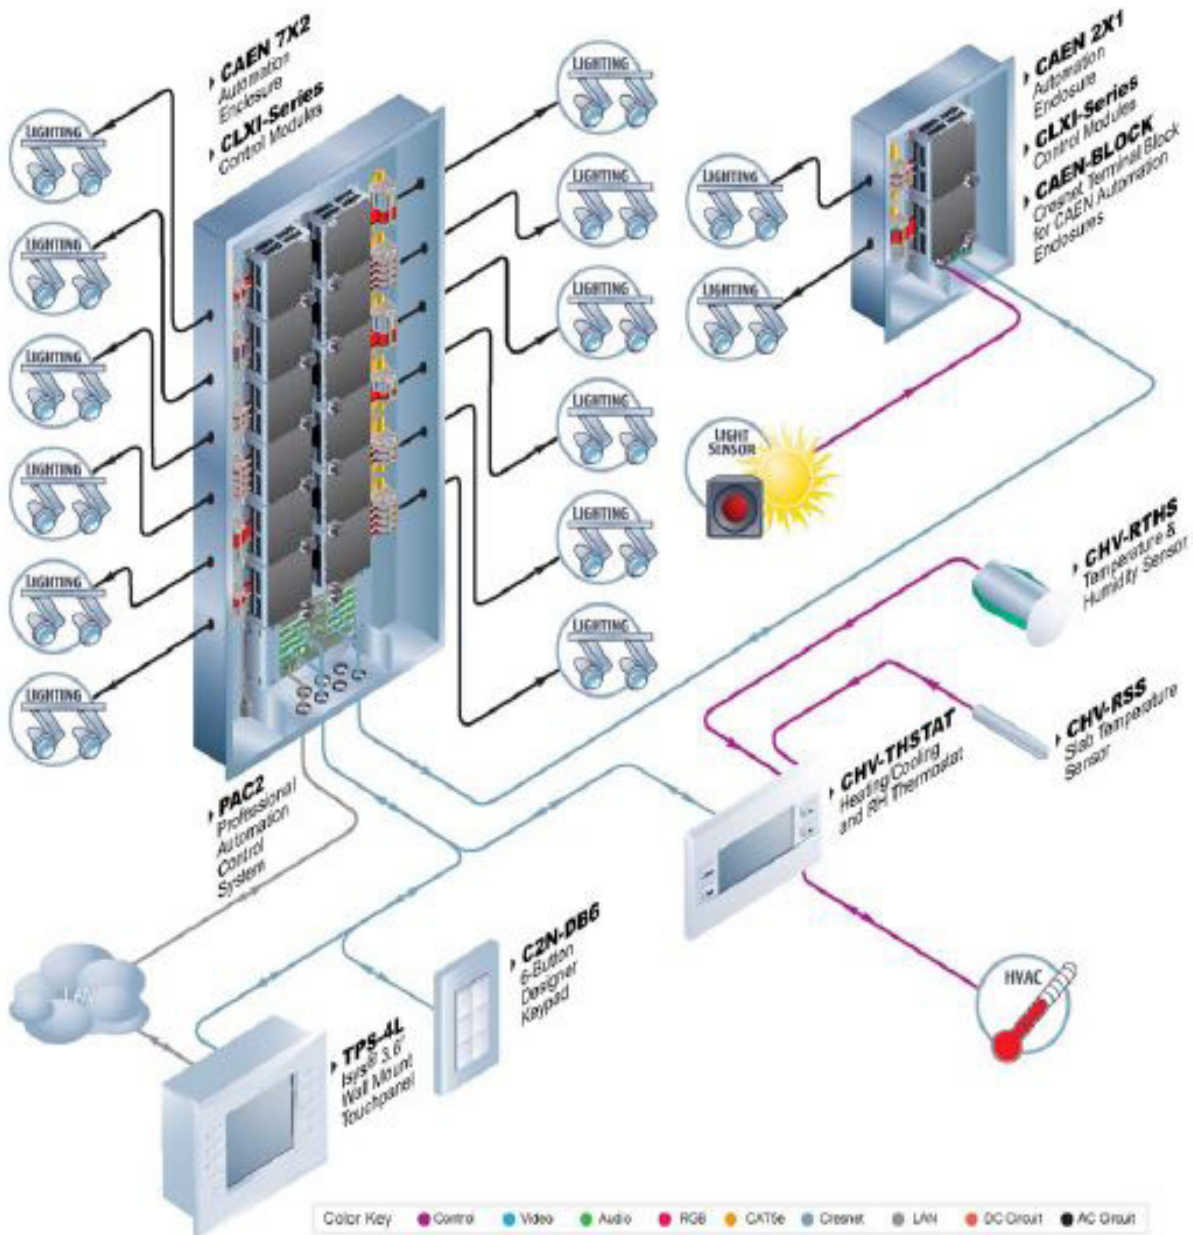 CAEN 7X2
Automation
Enclosure
CLXI-Series
Control Modules
LIGHTING
LIGHTING
LIGHTING
LIGHTING
LIGHTING
LIGHTING
LIGHTING
LIGHTING
LIGHTING
LIGHTING
LIGHTING
LIGHTING
CAEN 2X1
Automation
Enclosure
CLXI-Series
Control Modules
CAEN-BLOCK
Cresnet Terminal Block
for CAEN Automation
Enclosures
LIGHTING
LIGHTING
LIGHT
SENSOR
CHV-RTHS
Temperature &
Humidity Sensor
CHV-RSS
Slab Temperature
Sensor
CHV-THSTAT
Heating/Cooling
and RH Thermostat
PAC2
Professional
Automation
Control
System
LAN
C2N-DB6
6-Button
Designer
Keypad
TPS-4L
Isys® 3.6"
Wall Mount
Touchpanel
HVAC
Color Key Control Video Audio RGB CAT5e Cresnet LAN DC Circuit AC Circuit